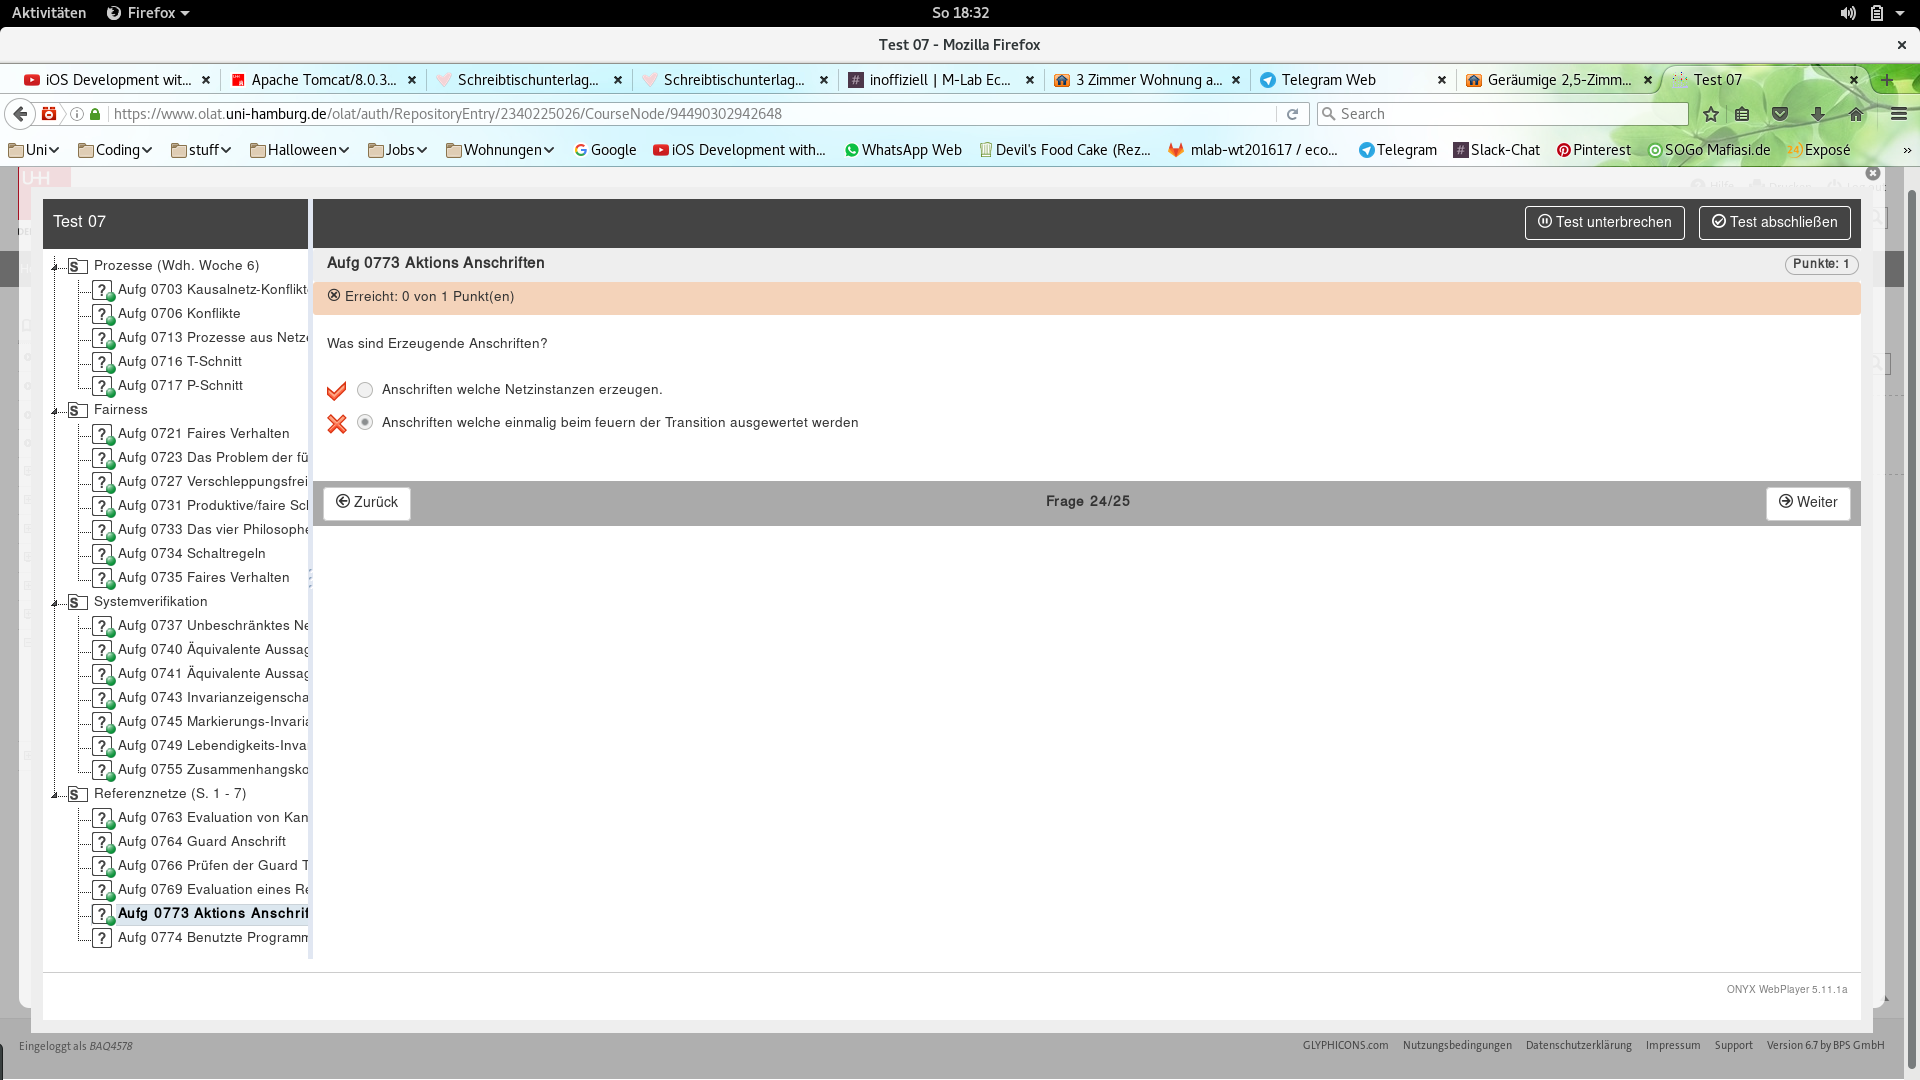 Aktivitäten Firefox So 18:32
Test 07 - Mozilla Firefox
iOS Development wit... Apache Tomcat/8.0.3... Schreibtischunterlag... Schreibtischunterlag... inoffiziell | M-Lab Ec... 3 Zimmer Wohnung a... Telegram Web Geräumige 2,5-Zimm... Test 07
https://www.olat.uni-hamburg.de/olat/auth/RepositoryEntry/2340225026/CourseNode/94490302942648 Search
Uni Coding stuff Halloween Jobs Wohnungen Google iOS Development with... WhatsApp Web Devil's Food Cake (Rez... mlab-wt201617 / eco... Telegram Slack-Chat Pinterest SOGo Mafiasi.de Exposé »
Test 07 Test unterbrechen Test abschließen
Aufg 0773 Aktions Anschriften Punkte: 1
Erreicht: 0 von 1 Punkt(en)
Was sind Erzeugende Anschriften?
Anschriften welche Netzinstanzen erzeugen.
Anschriften welche einmalig beim feuern der Transition ausgewertet werden
Zurück Frage 24/25 Weiter
Prozesse (Wdh. Woche 6)
Aufg 0703 Kausalnetz-Konflikt
Aufg 0706 Konflikte
Aufg 0713 Prozesse aus Netz
Aufg 0716 T-Schnitt
Aufg 0717 P-Schnitt
Fairness
Aufg 0721 Faires Verhalten
Aufg 0723 Das Problem der fü
Aufg 0727 Verschleppungsfrei
Aufg 0731 Produktive/faire Sc
Aufg 0733 Das vier Philosoph
Aufg 0734 Schaltregeln
Aufg 0735 Faires Verhalten
Systemverifikation
Aufg 0737 Unbeschränktes Ne
Aufg 0740 Äquivalente Aussag
Aufg 0741 Äquivalente Aussag
Aufg 0743 Invarianzeigenscha
Aufg 0745 Markierungs-Invaria
Aufg 0749 Lebendigkeits-Inva
Aufg 0755 Zusammenhangsko
Referenznetze (S. 1 - 7)
Aufg 0763 Evaluation von Kan
Aufg 0764 Guard Anschrift
Aufg 0766 Prüfen der Guard T
Aufg 0769 Evaluation eines Re
Aufg 0773 Aktions Anschrif
Aufg 0774 Benutzte Programm
ONYX WebPlayer 5.11.1a
Eingeloggt als BAQ4578 GLYPHICONS.com Nutzungsbedingungen Datenschutzerklärung Impressum Support Version 6.7 by BPS GmbH